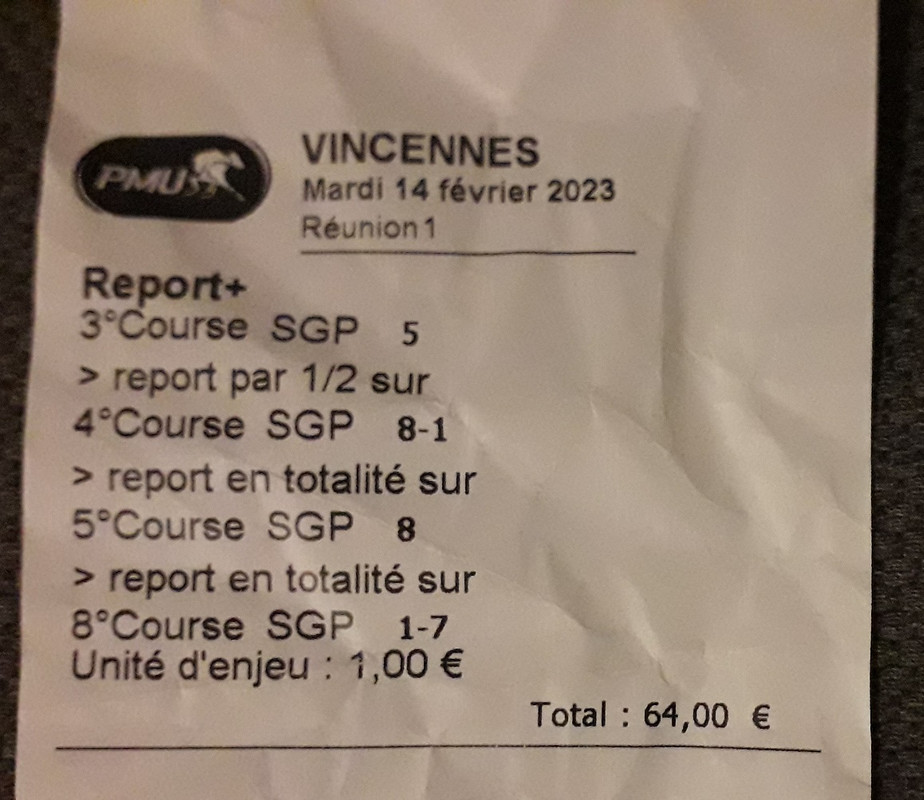 PMU
VINCENNES
Mardi 14 février 2023
Réunion 1
Report+
3°Course SGP 5
> report par 1/2 sur
4°Course SGP 8-1
> report en totalité sur
5°Course SGP 8
> report en totalité sur
8°Course SGP 1-7
Unité d'enjeu : 1,00 €
Total : 64,00 €